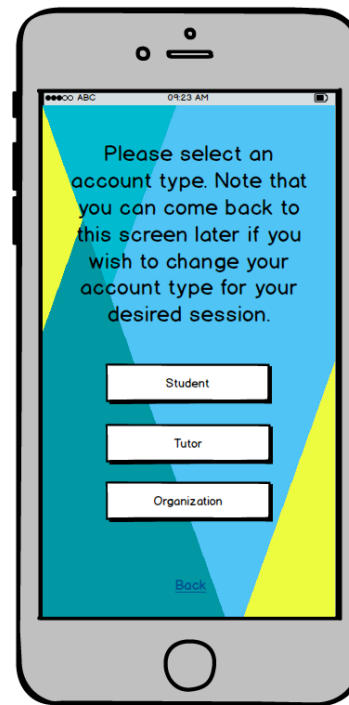 ABC 09:23 AM
Please select an
account type. Note that
you can come back to
this screen later if you
wish to change your
account type for your
desired session.
Student
Tutor
Organization
Back